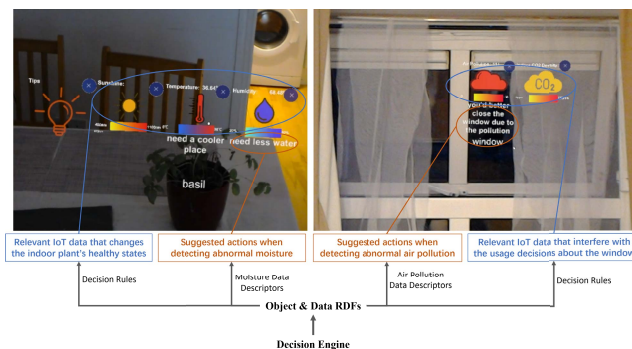 Tips
Sunshine:
Temperature: 36.64
Humidity:
need a cooler
place
need less water
basil
you'd better
close the
window due to
the pollution
window
CO₂
Relevant IoT data that changes
the indoor plant's healthy states
Suggested actions when
detecting abnormal moisture
Suggested actions when
detecting abnormal air pollution
Relevant IoT data that interfere with
the usage decisions about the window
Decision Rules
Moisture Data
Descriptors
Air Pollution
Data Descriptors
Decision Rules
Object & Data RDFs
Decision Engine